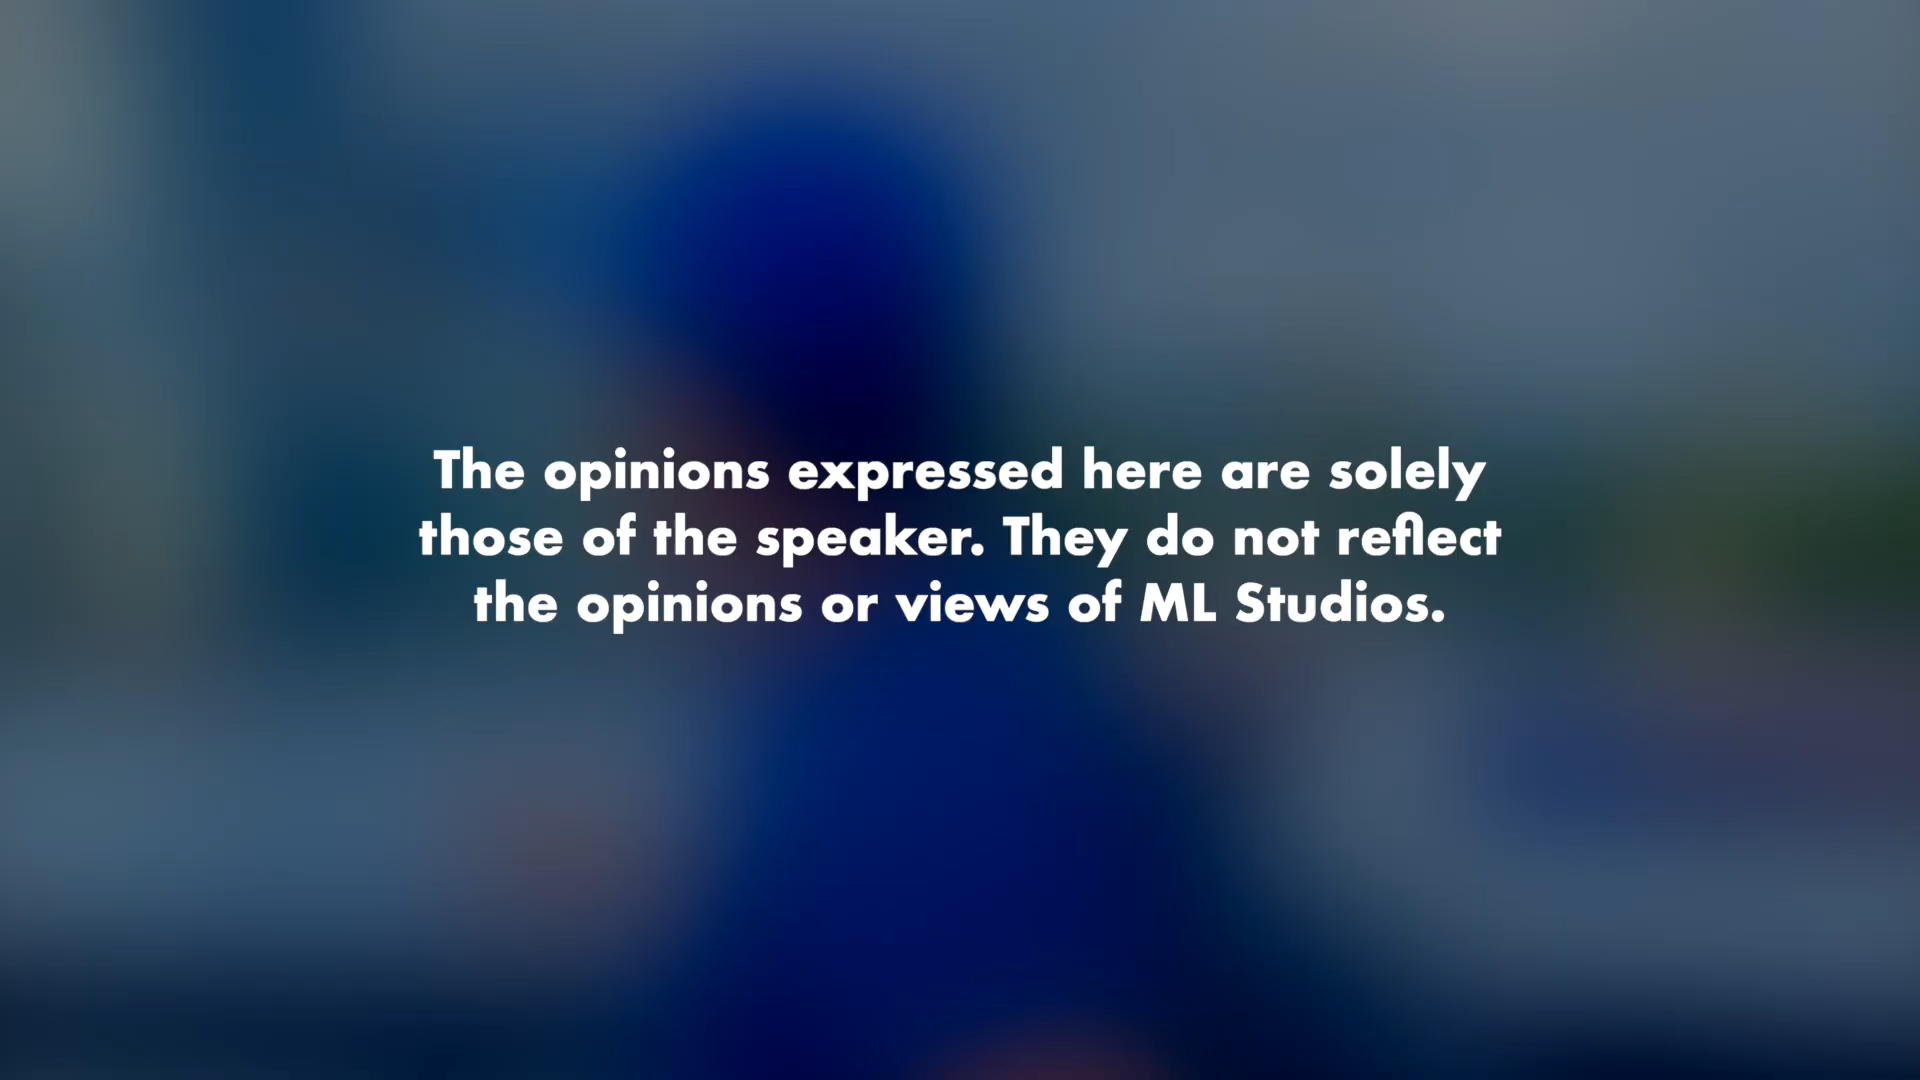 The opinions expressed here are solely
those of the speaker. They do not reflect
the opinions or views of ML Studios.